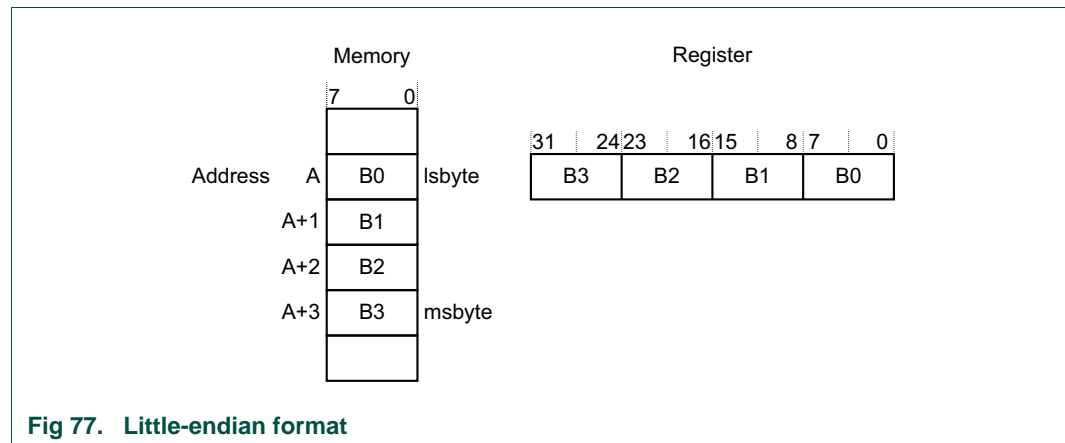 Memory Register
7 0
31 24 23 16 15 8 7 0
Address A B0 lsbyte B3 B2 B1 B0
A+1 B1
A+2 B2
A+3 B3 msbyte
Fig 77. Little-endian format